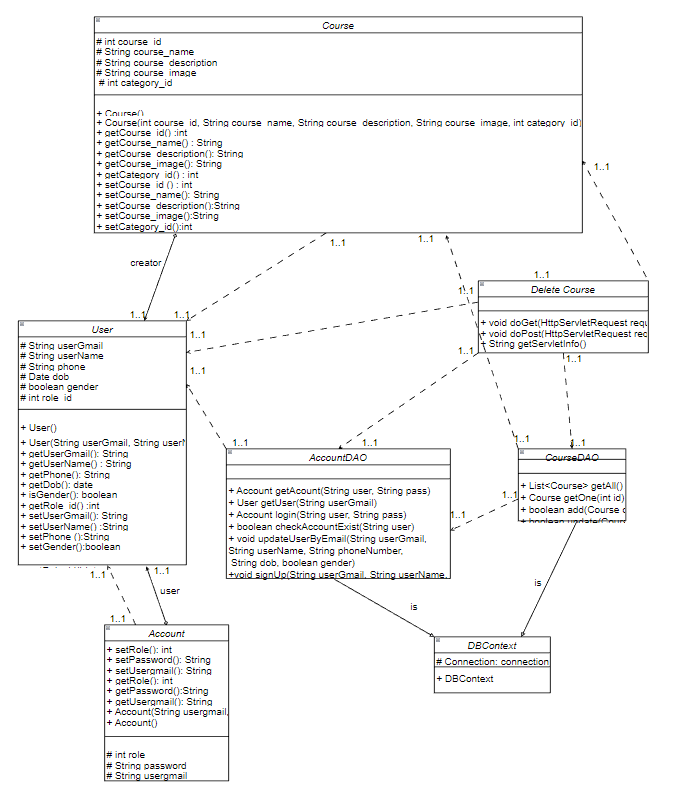 Course
# int course_id
# String course_name
# String course_description
# String course_image
# int category_id
+ Course()
+ Course(int course_id, String course_name, String course_description, String course_image, int category_id)
+ getCourse_id() :int
+ getCourse_name() : String
+ getCourse_description(): String
+ getCourse_image(): String
+ getCategory_id() : int
+ setCourse_id () : int
+ setCourse_name(): String
+ setCourse_description():String
+ setCourse_image():String
+ setCategory_id():int
1..1
1..1
1..1
creator
1..1
1..1
1..1
1..1
Delete Course
+ void doGet(HttpServletRequest requ
+ void doPost(HttpServletRequest rec
+ String getServletInfo()
1..1
1..1
1..1
1..1
User
# String userGmail
# String userName
# String phone
# Date dob
# boolean gender
# int role_id
+ User()
+ User(String userGmail, String userN
+ getUserGmail(): String
+ getUserName() : String
+ getPhone(): String
+ getDob(): date
+ isGender(): boolean
+ getRole_id() :int
+ setUserGmail(): String
+ setUserName() :String
+ setPhone ():String
+ setGender():boolean
1..1
1..1
1..1
1..1
AccountDAO
+ Account getAcount(String user, String pass)
+ User getUser(String userGmail)
+ Account login(String user, String pass)
+ boolean checkAccountExist(String user)
+ void updateUserByEmail(String userGmail,
String userName, String phoneNumber,
String dob, boolean gender)
+void signUp(String userGmail, String userName,
CourseDAO
+ List<Course> getAll()
+ Course getOne(int id)
+ boolean add(Course c
+ boolean update(Cour
1..1
1..1
1..1
1..1
user
is
is
1..1
Account
+ setRole(): int
+ setPassword(): String
+ setUsergmail(): String
+ getRole(): int
+ getPassword():String
+ getUsergmail(): String
+ Account(String usergmail,
+ Account()
# int role
# String password
# String usergmail
DBContext
# Connection: connection
+ DBContext